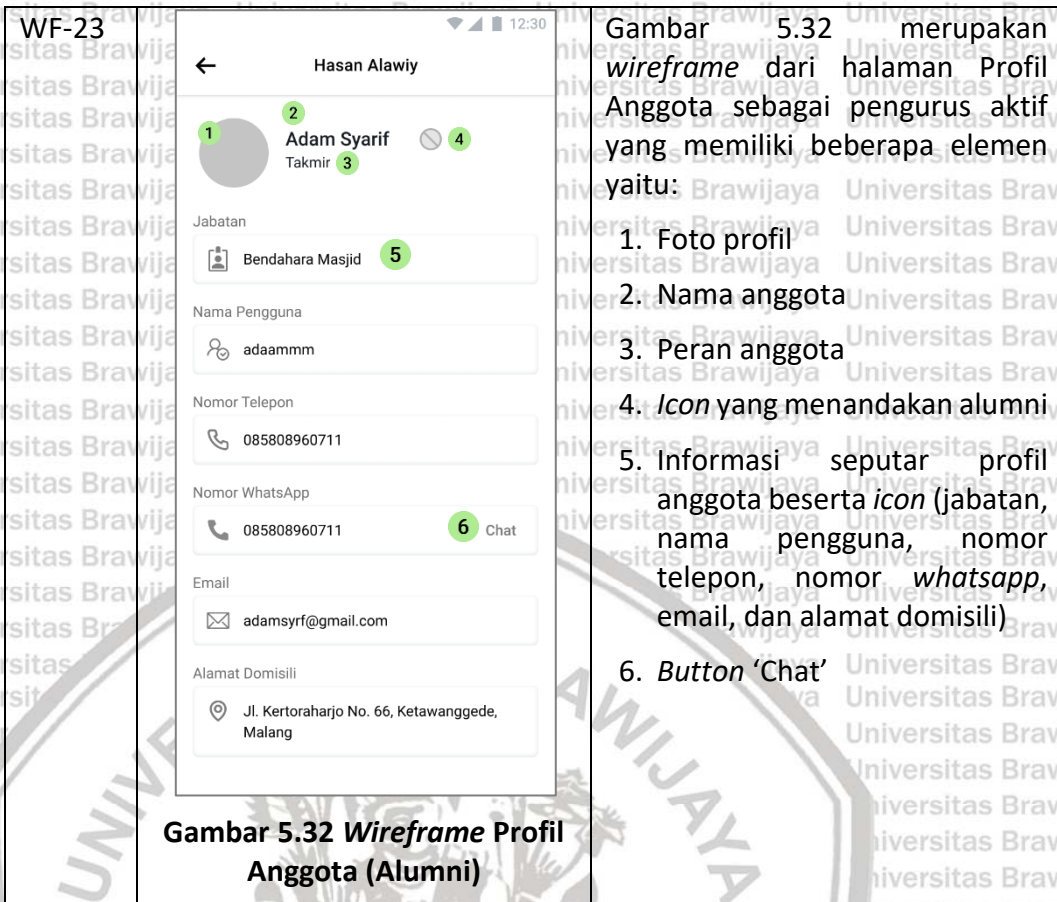 WF-23
12:30
Hasan Alawiy
1
2
Adam Syarif
4
Takmir 3
Jabatan
Bendahara Masjid 5
Nama Pengguna
adaammm
Nomor Telepon
085808960711
Nomor WhatsApp
085808960711 6 Chat
Email
adamsyrf@gmail.com
Alamat Domisili
Jl. Kertoraharjo No. 66, Ketawanggede,
Malang
Gambar 5.32 Wireframe Profil
Anggota (Alumni)
Gambar 5.32 merupakan
wireframe dari halaman Profil
Anggota sebagai pengurus aktif
yang memiliki beberapa elemen
yaitu:
1. Foto profil
2. Nama anggota
3. Peran anggota
4. Icon yang menandakan alumni
5. Informasi seputar profil
anggota beserta icon (jabatan,
nama pengguna, nomor
telepon, nomor whatsapp,
email, dan alamat domisili)
6. Button ‘Chat’